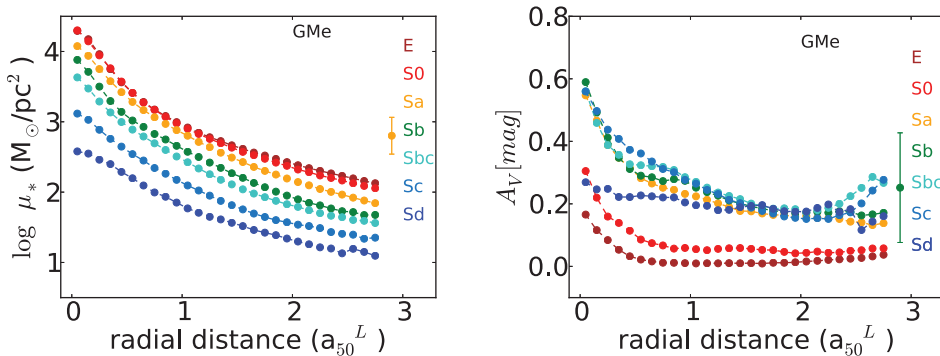 GMe
E
S0
Sa
Sb
Sbc
Sc
Sd
4
3
2
1
log μ* (M⊙/pc²)
0 1 2 3
radial distance (a₅₀ᴸ)
GMe
E
S0
Sa
Sb
Sbc
Sc
Sd
0.8
0.6
0.4
0.2
0.0
A_V [mag]
0 1 2 3
radial distance (a₅₀ᴸ)